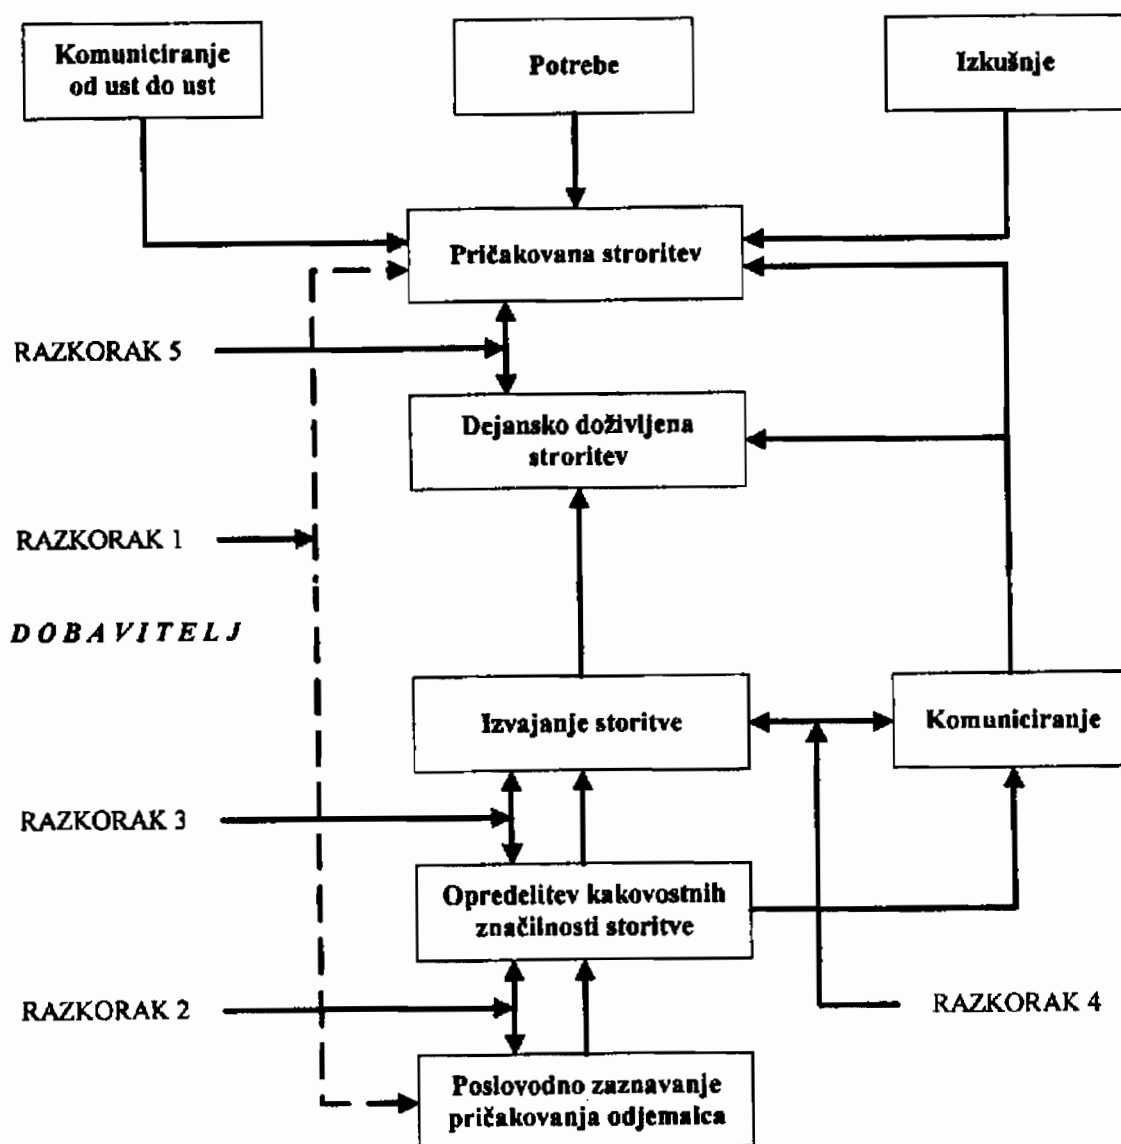 Komuniciranje
od ust do ust
Potrebe
Izkušnje
Pričakovana stroritev
RAZKORAK 5
Dejansko doživljena
stroritev
RAZKORAK 1
DOBAVITELJ
Izvajanje storitve
Komuniciranje
RAZKORAK 3
Opredelitev kakovostnih
značilnosti storitve
RAZKORAK 2
RAZKORAK 4
Poslovodno zaznavanje
pričakovanja odjemalca